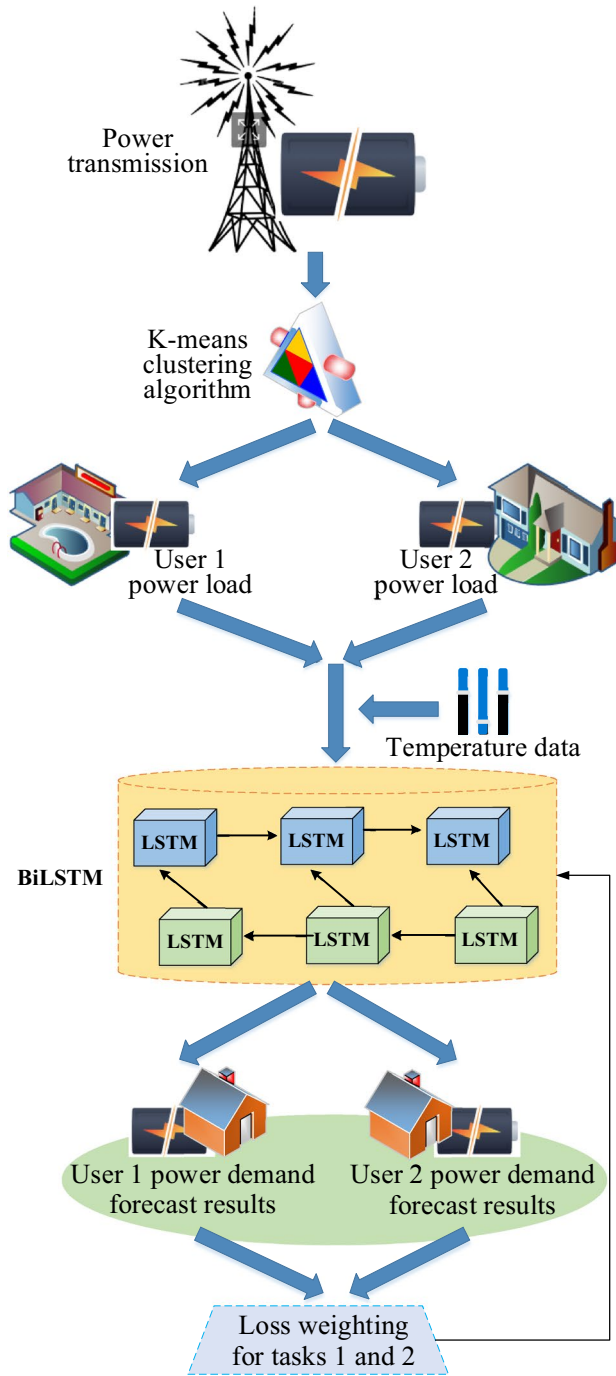 Power
transmission
K-means
clustering
algorithm
User 1
power load
User 2
power load
Temperature data
BiLSTM
LSTM
LSTM
LSTM
LSTM
LSTM
LSTM
User 1 power demand
forecast results
User 2 power demand
forecast results
Loss weighting
for tasks 1 and 2